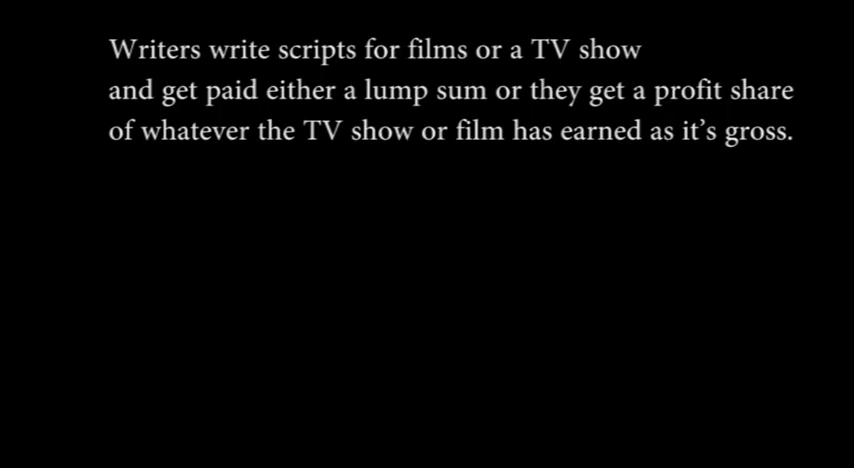 Writers write scripts for films or a TV show
and get paid either a lump sum or they get a profit share
of whatever the TV show or film has earned as it’s gross.